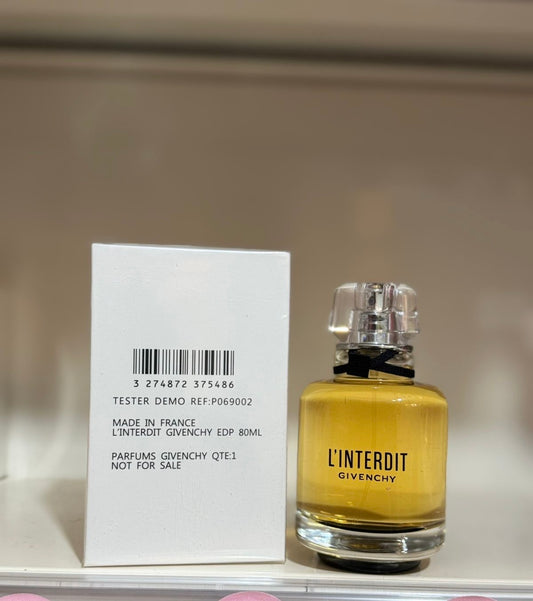 3 274872 375486
TESTER DEMO REF:P069002
MADE IN FRANCE
L'INTERDIT GIVENCHY EDP 80ML
PARFUMS GIVENCHY QTE:1
NOT FOR SALE
L'INTERDIT
GIVENCHY